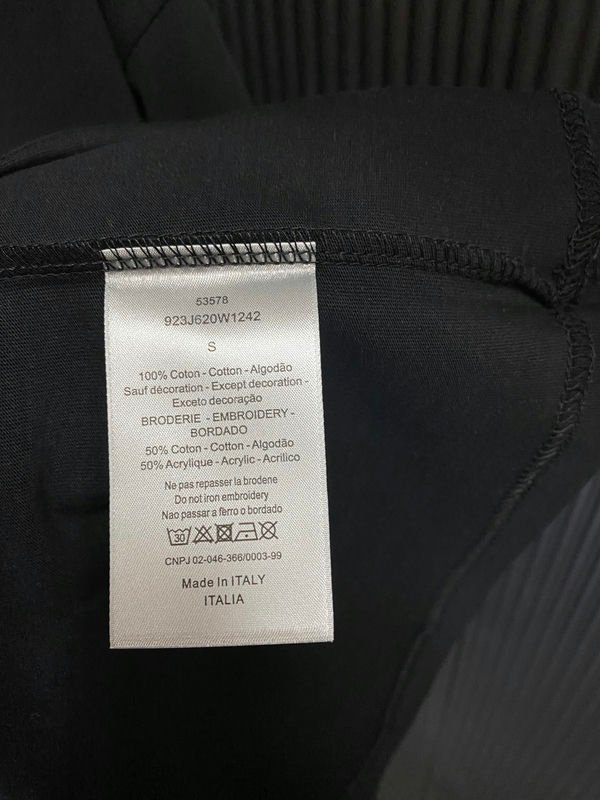 53578
923J620W1242
S
100% Coton - Cotton - Algodão
Sauf décoration - Except decoration -
Exceto decoração
BRODERIE - EMBROIDERY -
BORDADO
50% Coton - Cotton - Algodão
50% Acrylique - Acrylic - Acrilico
Ne pas repasser la brodene
Do not iron embroidery
Nao passar a ferro o bordado
30
CNPJ 02-046-366/0003-99
Made In ITALY
ITALIA